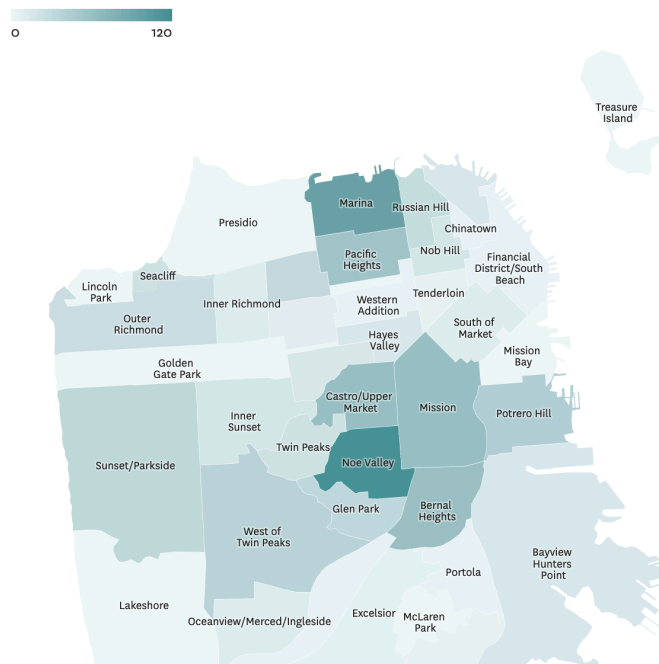 0 120
Treasure
Island
Marina
Russian Hill
Presidio
Chinatown
Pacific
Heights
Nob Hill
Financial
District/South
Beach
Seacliff
Lincoln
Park
Inner Richmond
Western
Addition
Tenderloin
Outer
Richmond
South of
Market
Hayes
Valley
Mission
Bay
Golden
Gate Park
Castro/Upper
Market
Mission
Potrero Hill
Inner
Sunset
Twin Peaks
Sunset/Parkside
Noe Valley
Glen Park
Bernal
Heights
West of
Twin Peaks
Bayview
Hunters
Point
Portola
Lakeshore
Oceanview/Merced/Ingleside
Excelsior
McLaren
Park